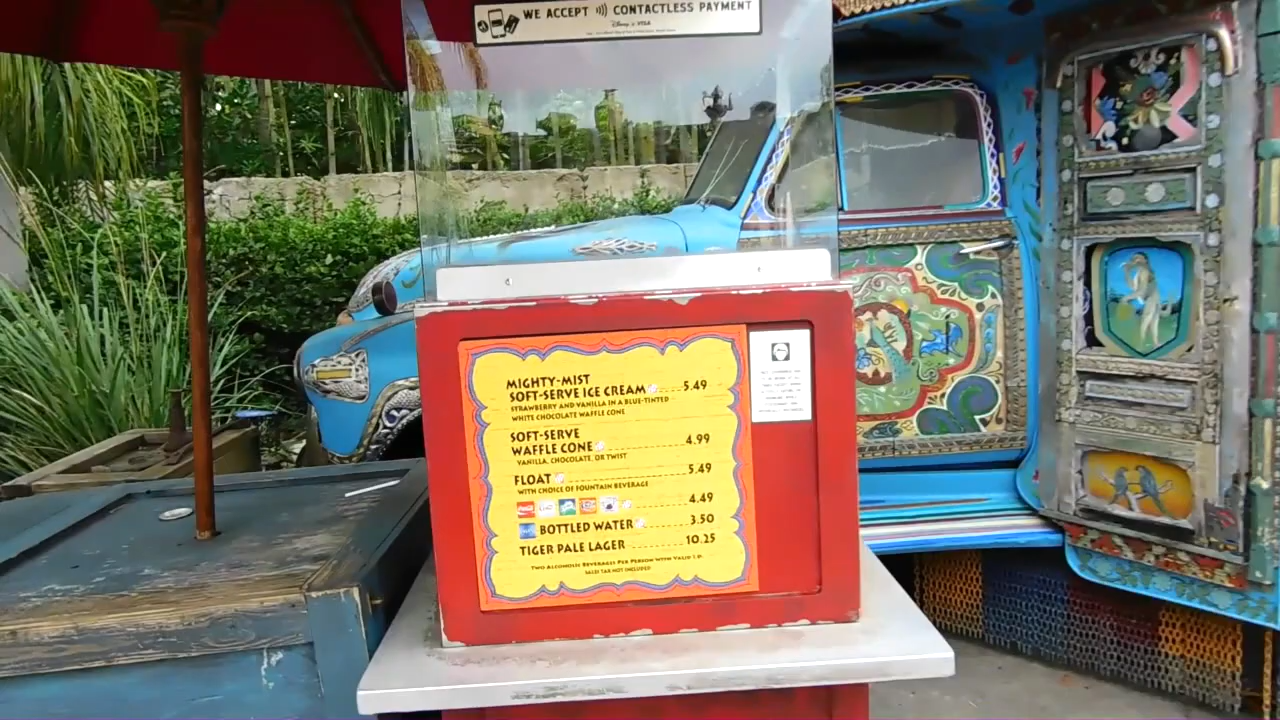 WE ACCEPT CONTACTLESS PAYMENT
Disney VISA
MIGHTY-MIST
SOFT-SERVE ICE CREAM 5.49
STRAWBERRY AND VANILLA IN A BLUE-TINTED
WHITE CHOCOLATE WAFFLE CONE
SOFT-SERVE
WAFFLE CONE 4.99
VANILLA, CHOCOLATE, OR TWIST
FLOAT 5.49
WITH CHOICE OF FOUNTAIN BEVERAGE
4.49
BOTTLED WATER 3.50
TIGER PALE LAGER 10.25
TWO ALCOHOLIC BEVERAGES PER PERSON WITH VALID I.D.
SALES TAX NOT INCLUDED